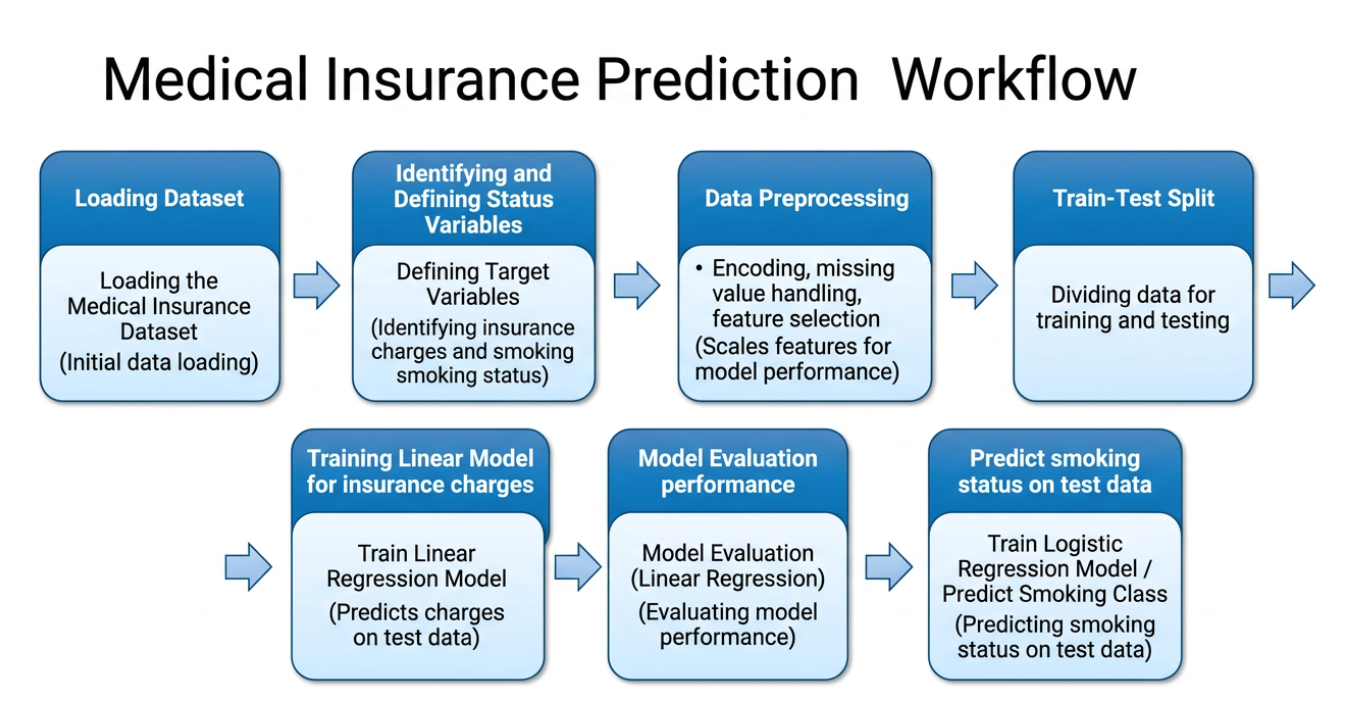 Medical Insurance Prediction Workflow
Loading Dataset
Loading the
Medical Insurance
Dataset
(Initial data loading)
Identifying and
Defining Status
Variables
Defining Target
Variables
(Identifying insurance
charges and smoking
smoking status)
Data Preprocessing
• Encoding, missing
value handling,
feature selection
(Scales features for
model performance)
Train-Test Split
Dividing data for
training and testing
Training Linear Model
for insurance charges
Train Linear
Regression Model
(Predicts charges
on test data)
Model Evaluation
performance
Model Evaluation
(Linear Regression)
(Evaluating model
performance)
Predict smoking
status on test data
Train Logistic
Regression Model /
Predict Smoking Class
(Predicting smoking
status on test data)